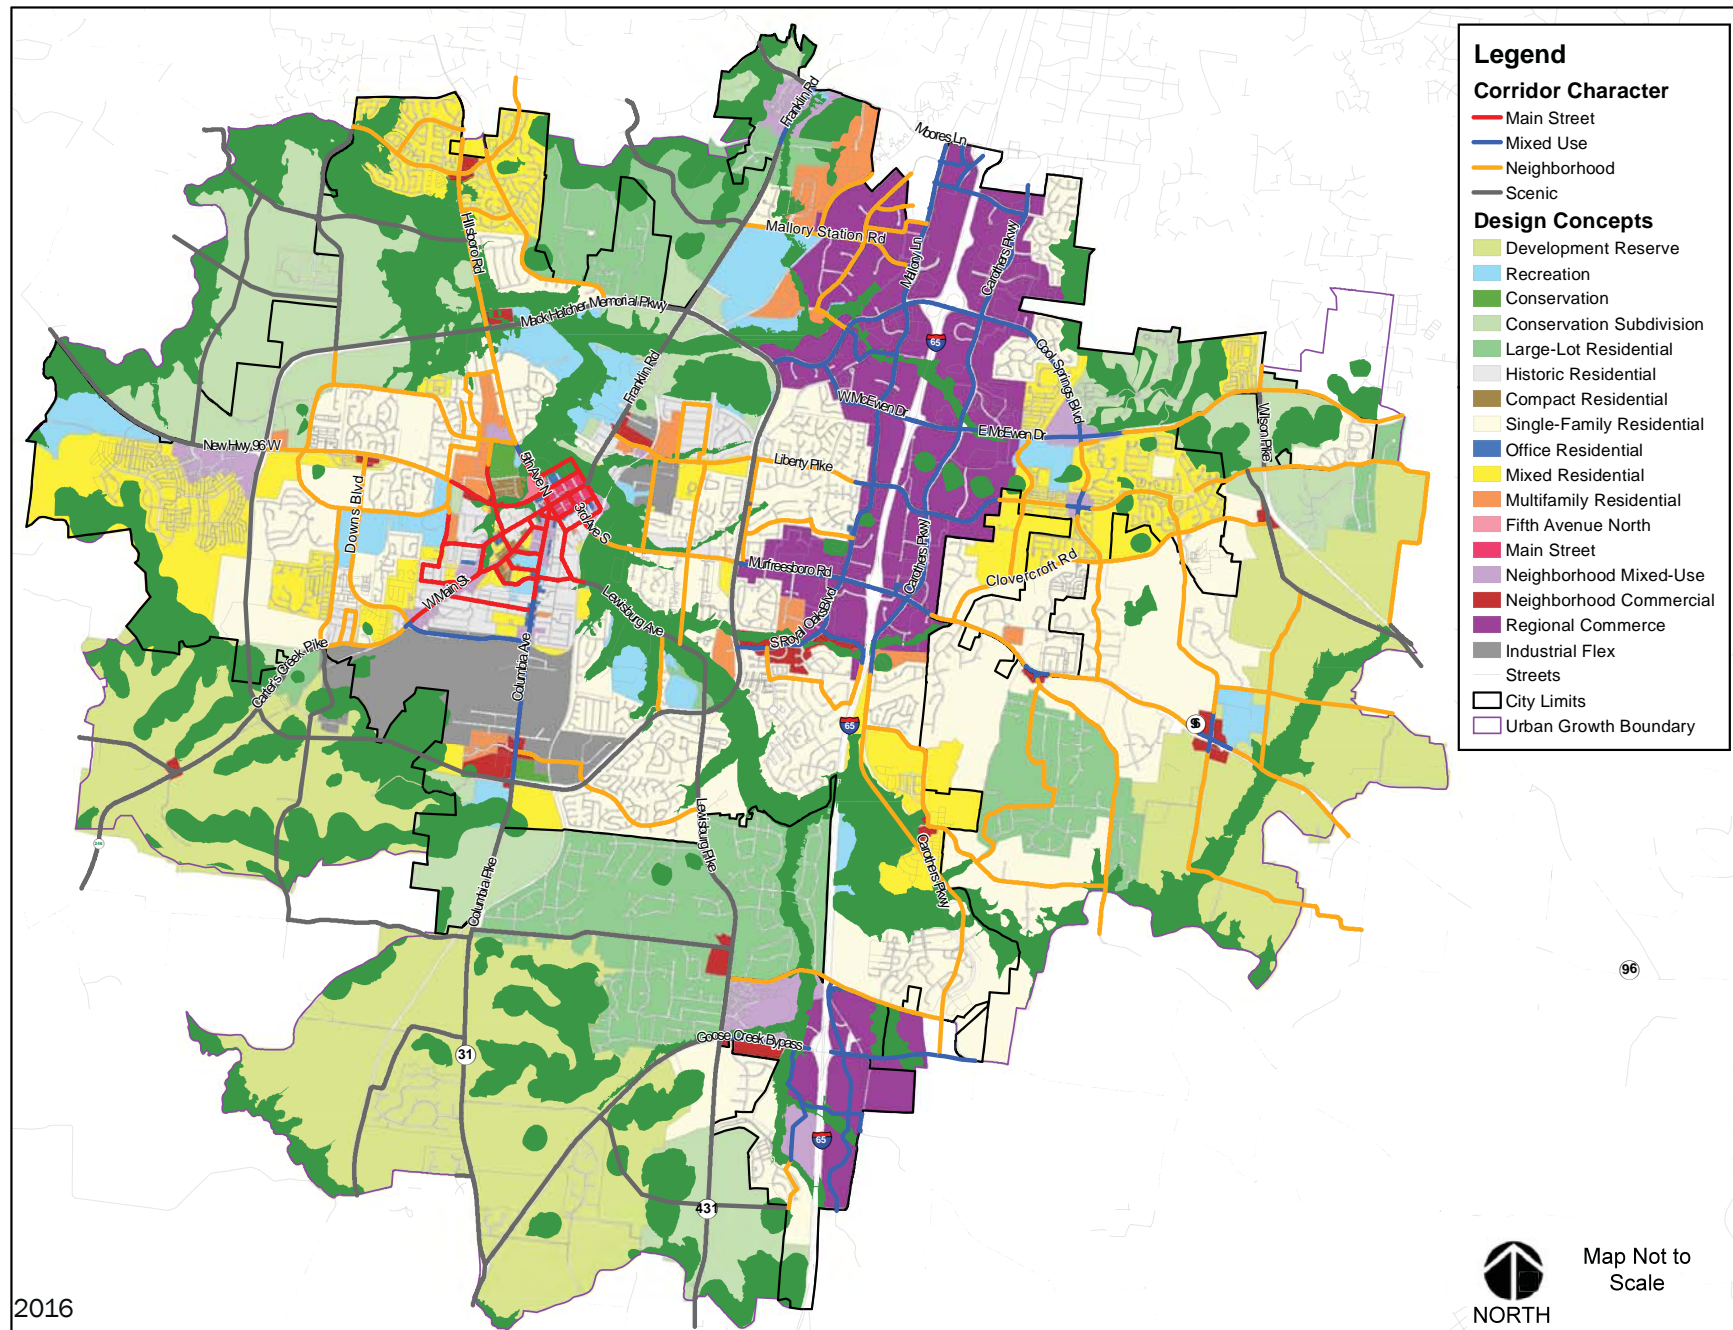 Legend
Corridor Character
Main Street
Mixed Use
Neighborhood
Scenic
Design Concepts
Development Reserve
Recreation
Conservation
Conservation Subdivision
Large-Lot Residential
Historic Residential
Compact Residential
Single-Family Residential
Office Residential
Mixed Residential
Multifamily Residential
Fifth Avenue North
Main Street
Neighborhood Mixed-Use
Neighborhood Commercial
Regional Commerce
Industrial Flex
Streets
City Limits
Urban Growth Boundary
Franklin Rd
Moores Ln
Mallory Station Rd
Hillsboro Rd
Mallory Ln
Carothers Pkwy
Mack Hatcher Memorial Pkwy
65
Cool Springs Blvd
Franklin Rd
W McEwen Dr
E McEwen Dr
Wilson Pike
New Hwy 96 W
Liberty Pike
5th Ave N
3rd Ave S
Downs Blvd
Murfreesboro Rd
Carothers Pkwy
Clovercroft Rd
W Main St
Lewisburg Ave
S Royal Oaks Blvd
Carter's Creek Pike
Columbia Ave
65
96
246
Lewisburg Pike
Carothers Pkwy
Columbia Pike
96
Goose Creek Bypass
31
65
431
2016
NORTH
Map Not to
Scale